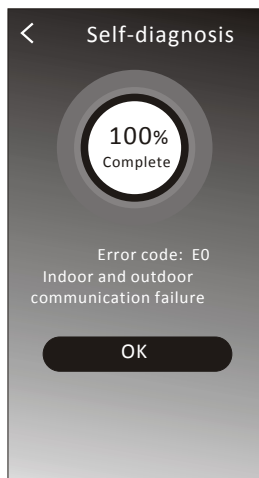 Self-diagnosis
100%
Complete
Error code: E0
Indoor and outdoor
communication failure
OK